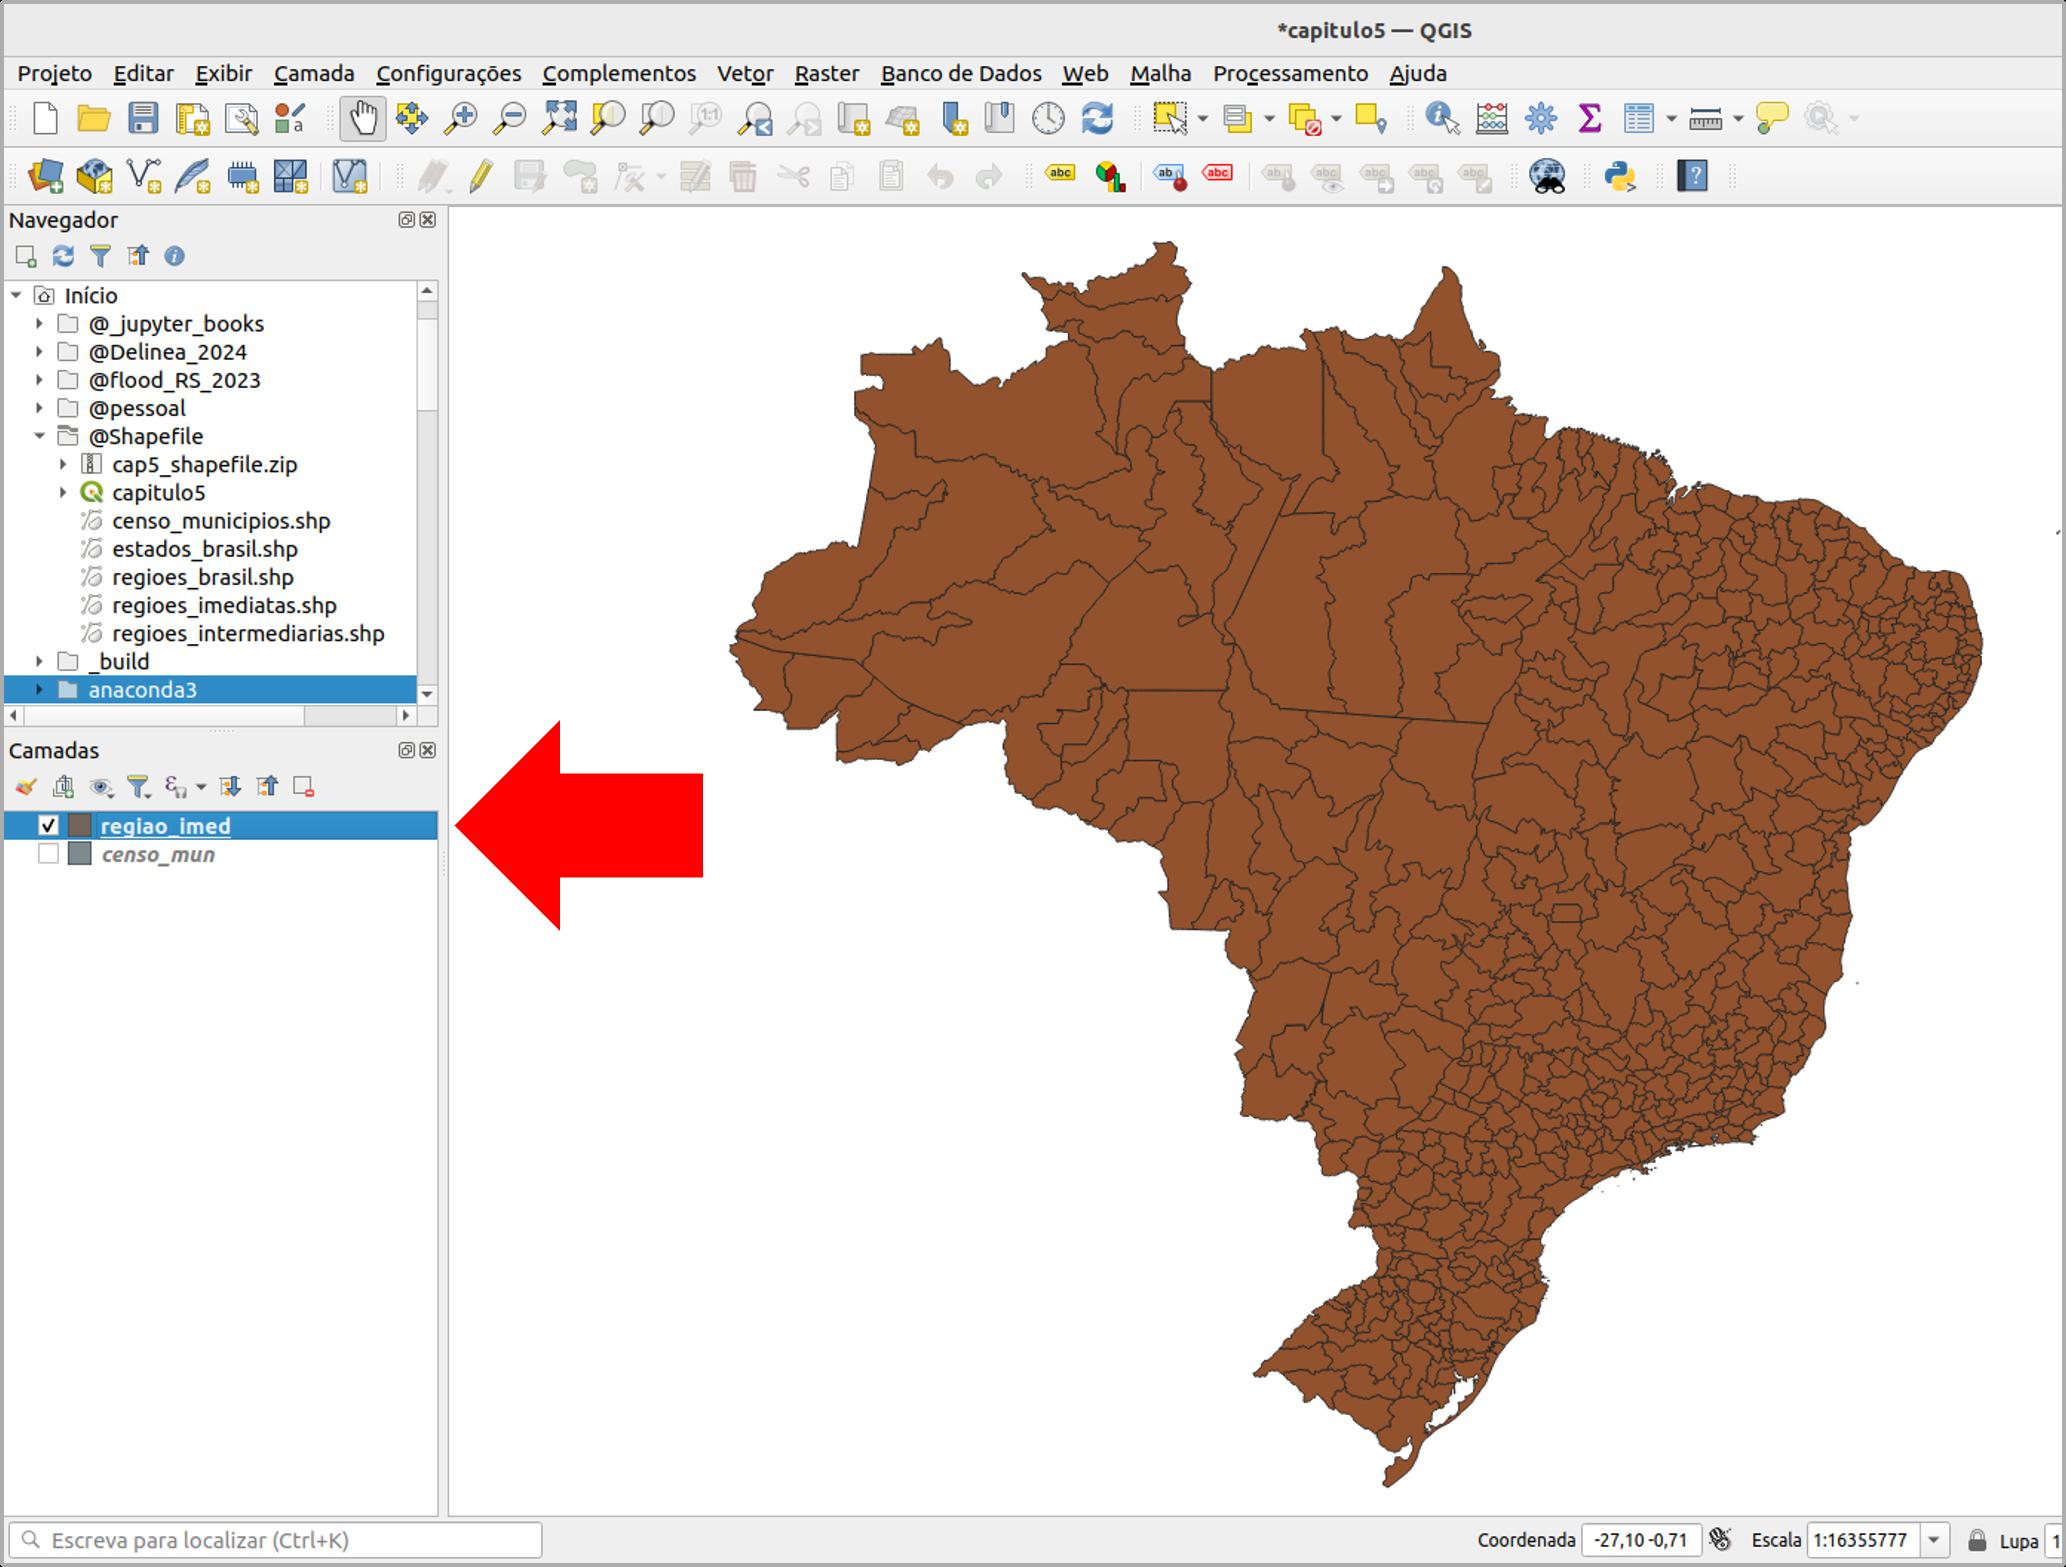 *capitulo5 — QGIS
Projeto Editar Exibir Camada Configurações Complementos Vetor Raster Banco de Dados Web Malha Processamento Ajuda
Navegador
Início
@_jupyter_books
@Delinea_2024
@flood_RS_2023
@pessoal
@Shapefile
cap5_shapefile.zip
capitulo5
censo_municipios.shp
estados_brasil.shp
regioes_brasil.shp
regioes_imediatas.shp
regioes_intermediarias.shp
_build
anaconda3
Camadas
regiao_imed
censo_mun
Escreva para localizar (Ctrl+K)
Coordenada -27,10 -0,71 Escala 1:16355777 Lupa 1